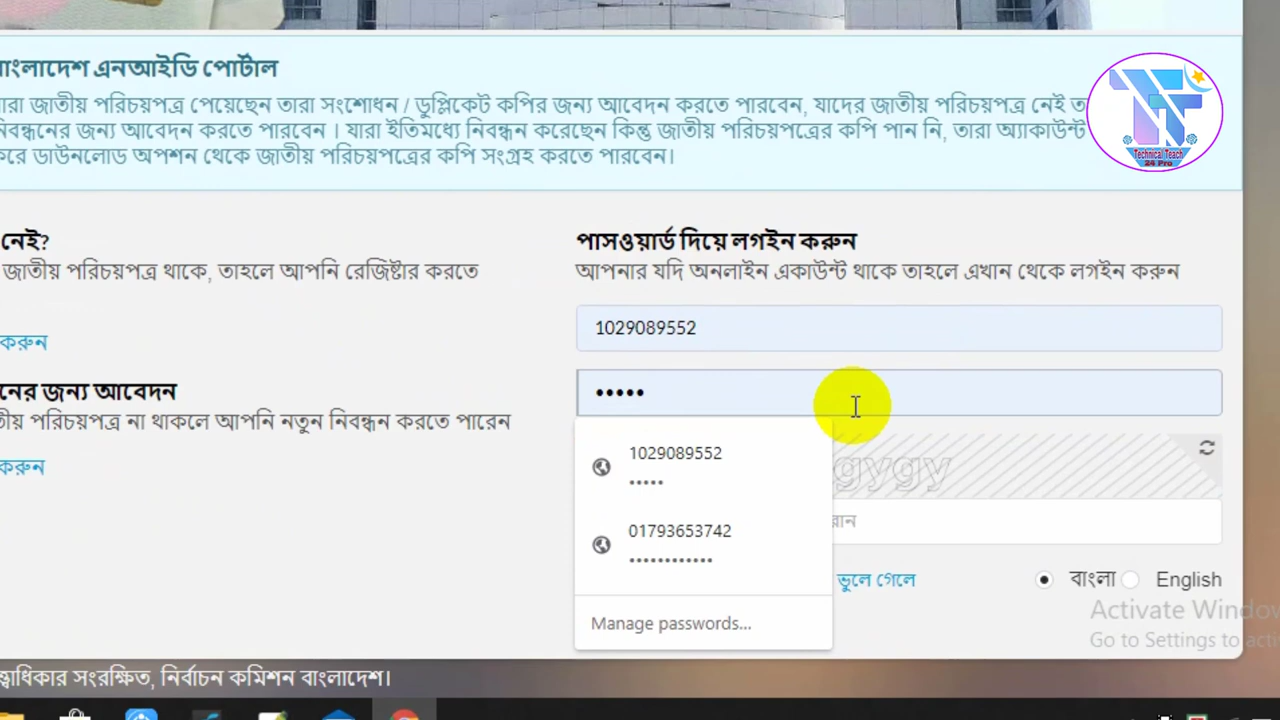 বাংলাদেশ এনআইডি পোর্টাল
যারা জাতীয় পরিচয়পত্র পেয়েছেন তারা সংশোধন / ডুপ্লিকেট কপির জন্য আবেদন করতে পারবেন, যাদের জাতীয় পরিচয়পত্র নেই
নিবন্ধনের জন্য আবেদন করতে পারবেন । যারা ইতিমধ্যে নিবন্ধন করেছেন কিন্তু জাতীয় পরিচয়পত্রের কপি পান নি, তারা অ্যাকাউন্ট
করে ডাউনলোড অপশন থেকে জাতীয় পরিচয়পত্রের কপি সংগ্রহ করতে পারবেন।
Technical Teach
24 Pro
নেই?
জাতীয় পরিচয়পত্র থাকে, তাহলে আপনি রেজিষ্টার করতে
করুন
নের জন্য আবেদন
তীয় পরিচয়পত্র না থাকলে আপনি নতুন নিবন্ধন করতে পারেন
করুন
পাসওয়ার্ড দিয়ে লগইন করুন
আপনার যদি অনলাইন একাউন্ট থাকে তাহলে এখান থেকে লগইন করুন
1029089552
•••••
1029089552
•••••
01793653742
••••••••••••
Manage passwords...
gygy
রান
ভুলে গেলে
বাংলা English
Activate Windo
Go to Settings to acti
স্বাধিকার সংরক্ষিত, নির্বাচন কমিশন বাংলাদেশ।